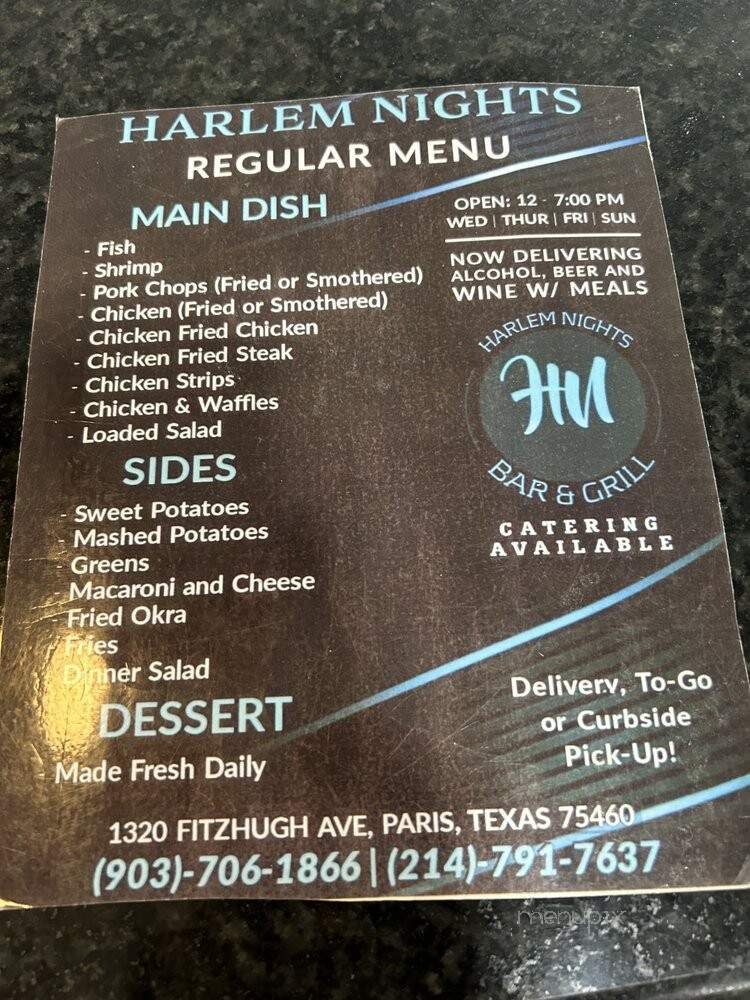 HARLEM NIGHTS
REGULAR MENU
MAIN DISH
- Fish
- Shrimp
- Pork Chops (Fried or Smothered)
- Chicken (Fried or Smothered)
- Chicken Fried Chicken
- Chicken Fried Steak
- Chicken Strips
- Chicken & Waffles
- Loaded Salad
OPEN: 12 - 7:00 PM
WED | THUR | FRI | SUN
NOW DELIVERING
ALCOHOL, BEER AND
WINE W/ MEALS
HARLEM NIGHTS
HN
BAR & GRILL
CATERING
AVAILABLE
SIDES
- Sweet Potatoes
- Mashed Potatoes
- Greens
Macaroni and Cheese
Fried Okra
Fries
Dinner Salad
DESSERT
- Made Fresh Daily
Delivery, To-Go
or Curbside
Pick-Up!
1320 FITZHUGH AVE, PARIS, TEXAS 75460
(903)-706-1866 | (214)-791-7637
menupix